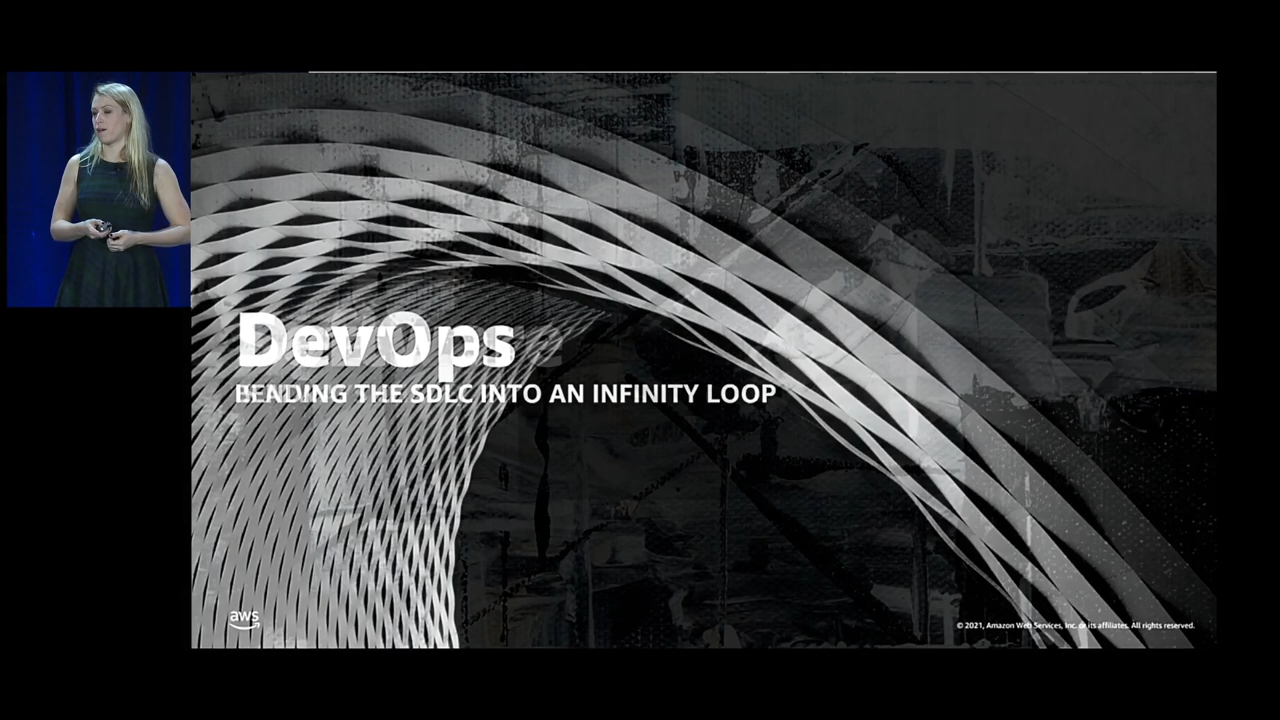 DevOps
BENDING THE SDLC INTO AN INFINITY LOOP
aws
© 2021, Amazon Web Services, Inc. or its affiliates. All rights reserved.